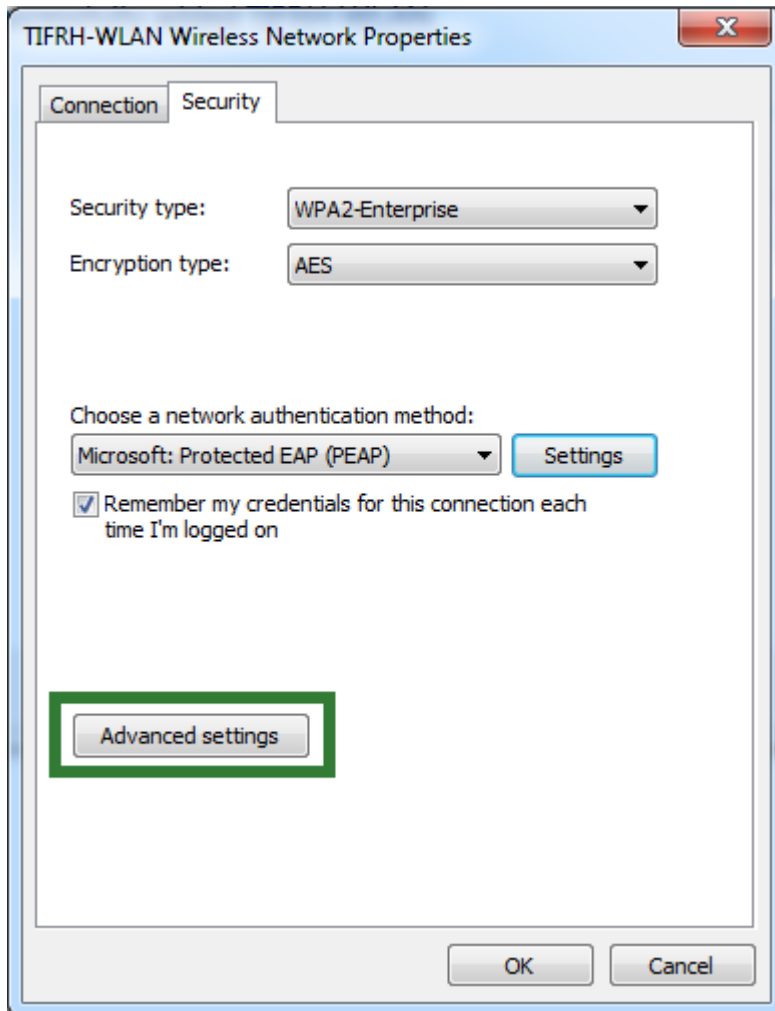 TIFRH-WLAN Wireless Network Properties
Connection Security
Security type: WPA2-Enterprise
Encryption type: AES
Choose a network authentication method:
Microsoft: Protected EAP (PEAP) Settings
Remember my credentials for this connection each
time I'm logged on
Advanced settings
OK Cancel